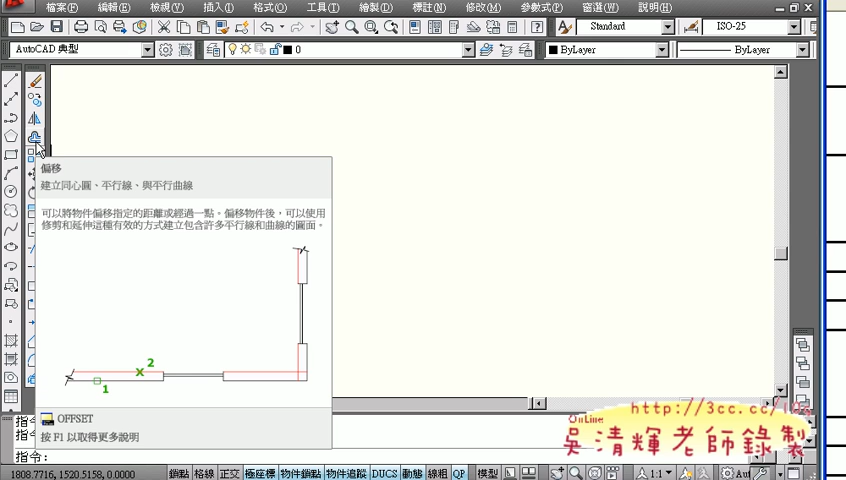 檔案(F) 編輯(E) 檢視(V) 插入(I) 格式(O) 工具(T) 繪製(D) 標註(N) 修改(M) 參數式(P) 窗選(W) 說明(H)
Standard ISO-25
AutoCAD 典型 0 ByLayer ByLayer
偏移
建立同心圓、平行線、與平行曲線
可以將物件偏移指定的距離或經過一點。偏移物件後，可以使用
修剪和延伸這種有效的方式建立包含許多平行線和曲線的圖面。
2
1
OFFSET
按 F1 以取得更多說明
指令
指令:
指令:
http://3cc.cc/10q
OnLine
吳清輝老師錄製
1808.7716, 1520.5158, 0.0000 鎖點 格線 正交 極座標 物件鎖點 物件追蹤 DUCS 動態 線粗 QP 模型 1:1 Aut